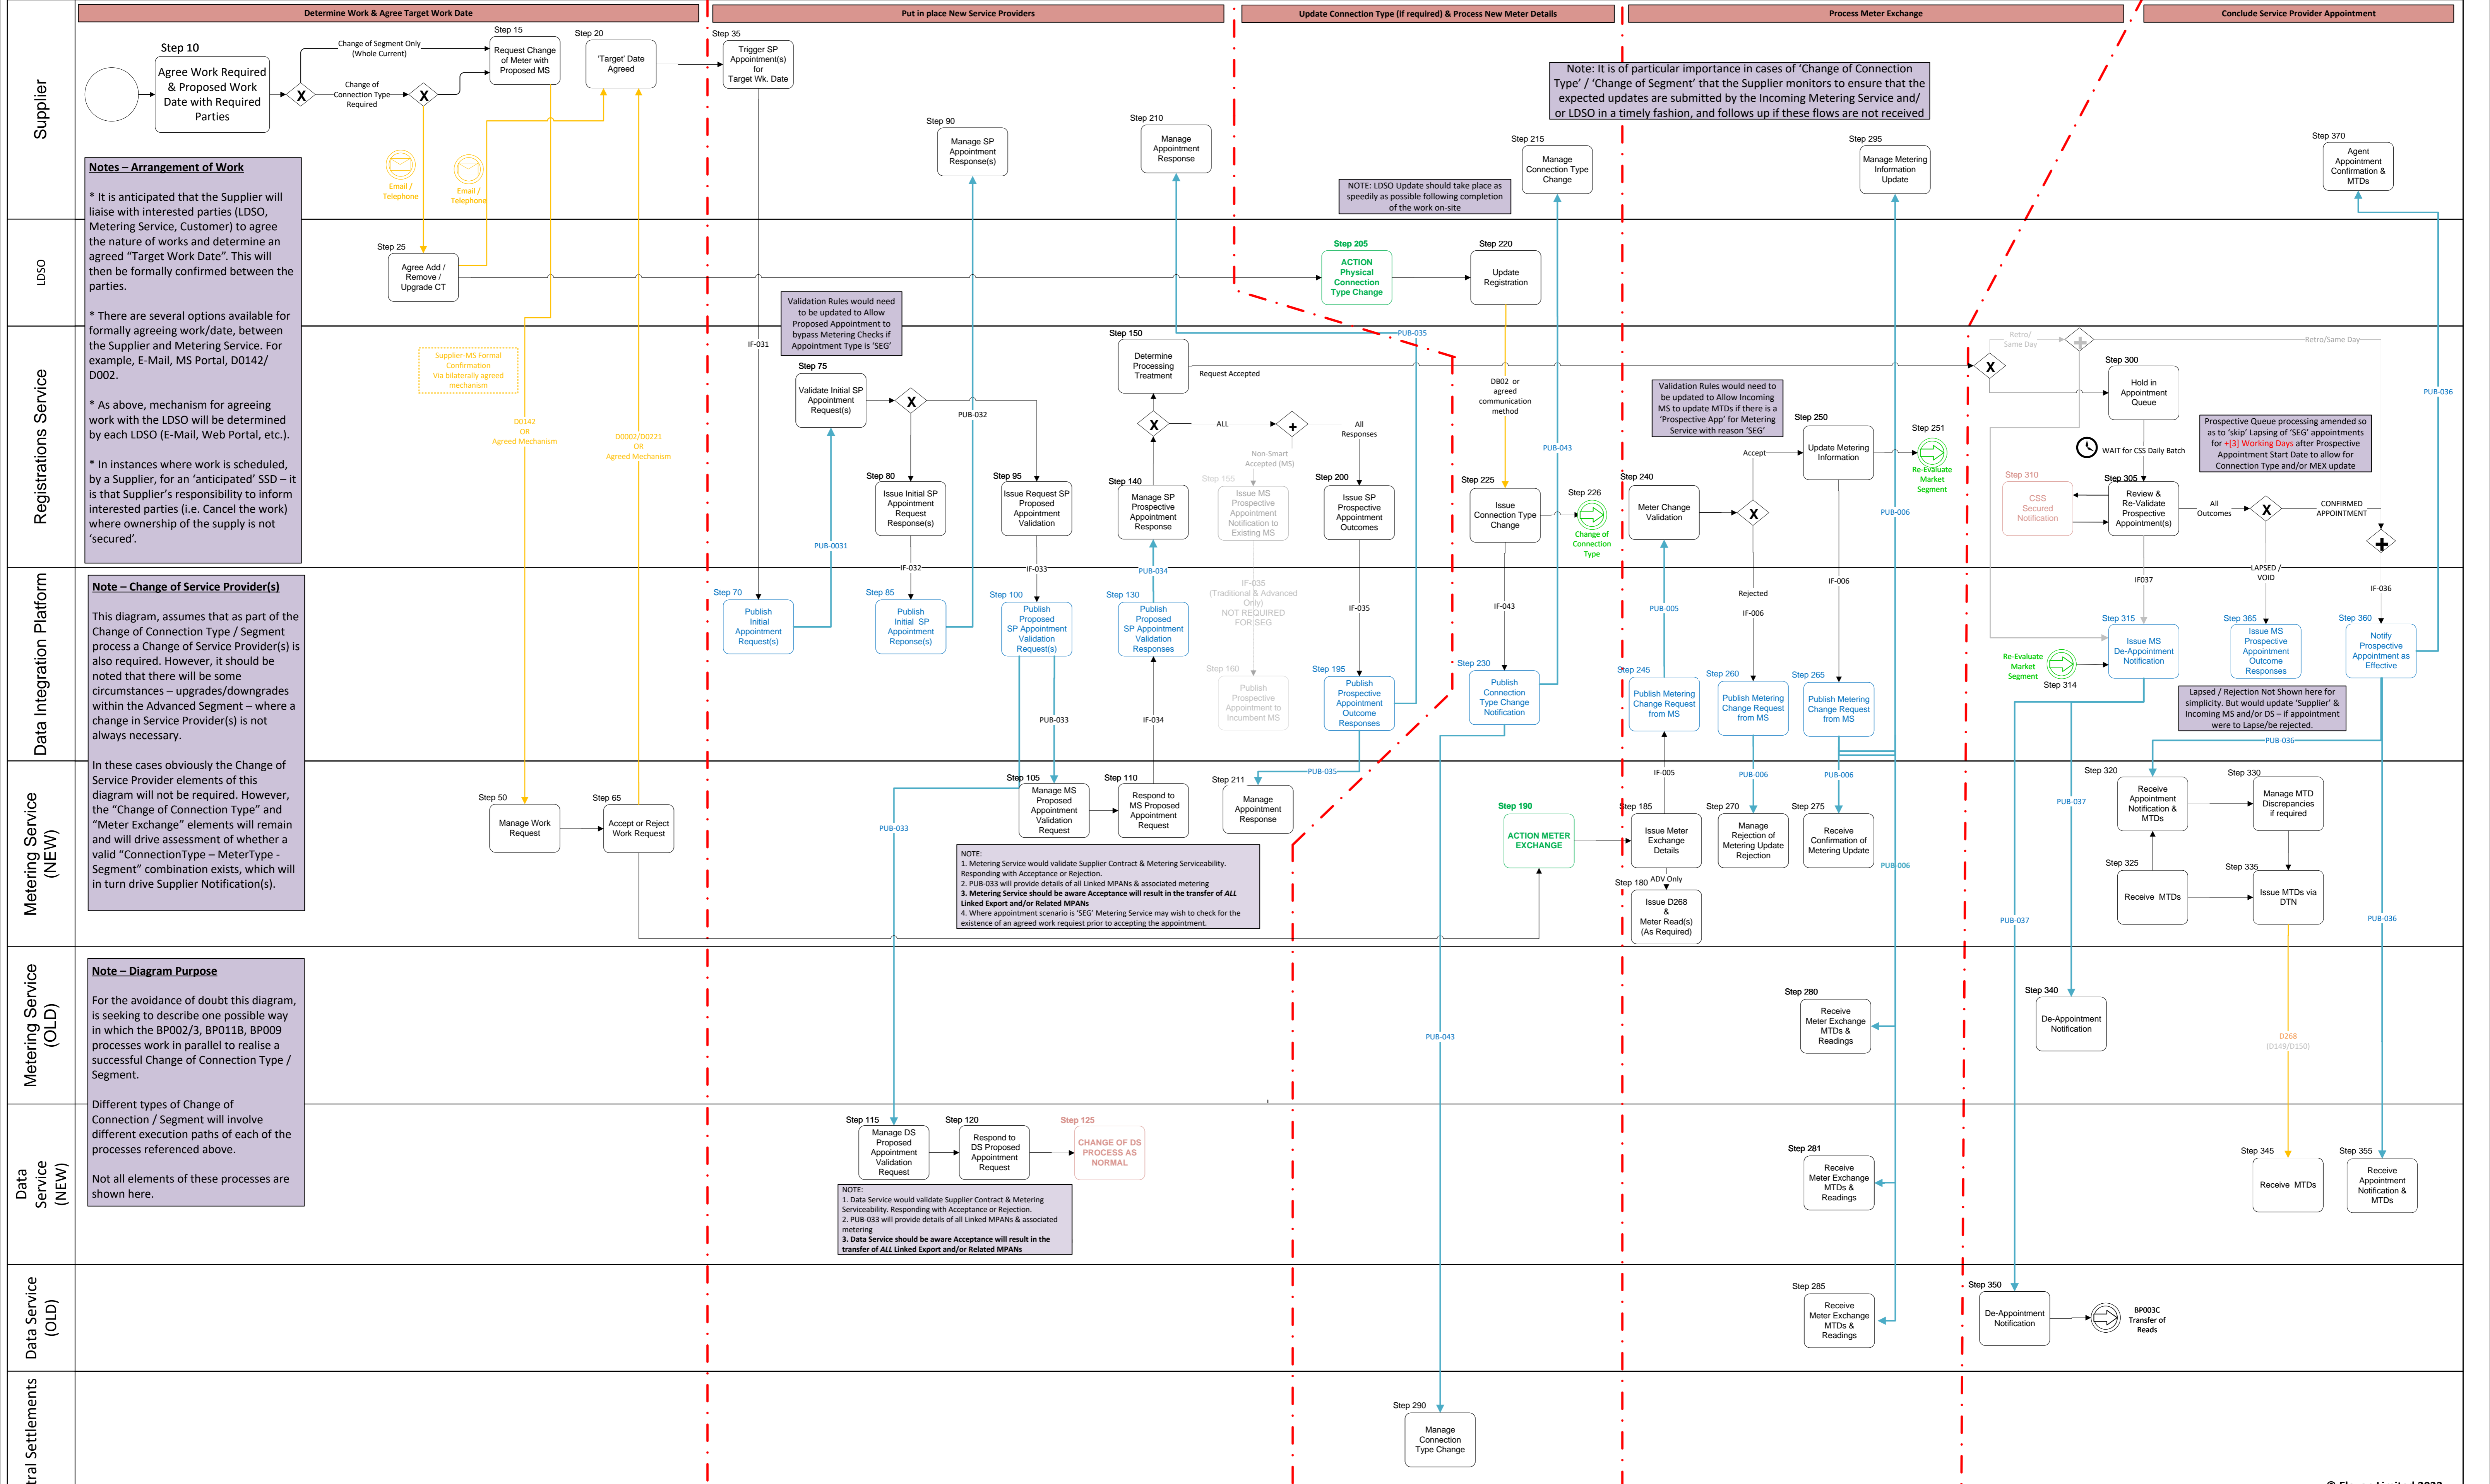 Determine Work & Agree Target Work Date
Put in place New Service Providers
Update Connection Type (if required) & Process New Meter Details
Process Meter Exchange
Conclude Service Provider Appointment
Supplier
Step 10
Agree Work Required
& Proposed Work
Date with Required
Parties
Change of Segment Only
(Whole Current)
Change of
Connection Type
Required
X
X
Step 15
Request Change
of Meter with
Proposed MS
Step 20
'Target' Date
Agreed
Step 35
Trigger SP
Appointment(s)
for
Target Wk. Date
Email /
Telephone
Email /
Telephone
Step 90
Manage SP
Appointment
Response(s)
Step 210
Manage
Appointment
Response
Note: It is of particular importance in cases of 'Change of Connection
Type' / 'Change of Segment' that the Supplier monitors to ensure that the
expected updates are submitted by the Incoming Metering Service and/
or LDSO in a timely fashion, and follows up if these flows are not received
NOTE: LDSO Update should take place as
speedily as possible following completion
of the work on-site
Step 215
Manage
Connection Type
Change
Step 295
Manage Metering
Information
Update
Step 370
Agent
Appointment
Confirmation &
MTDs
Notes – Arrangement of Work
* It is anticipated that the Supplier will
liaise with interested parties (LDSO,
Metering Service, Customer) to agree
the nature of works and determine an
agreed “Target Work Date”. This will
then be formally confirmed between the
parties.
* There are several options available for
formally agreeing work/date, between
the Supplier and Metering Service. For
example, E-Mail, MS Portal, D0142/
D002.
* As above, mechanism for agreeing
work with the LDSO will be determined
by each LDSO (E-Mail, Web Portal, etc.).
* In instances where work is scheduled,
by a Supplier, for an ‘anticipated’ SSD – it
is that Supplier’s responsibility to inform
interested parties (i.e. Cancel the work)
where ownership of the supply is not
‘secured’.
LDSO
Step 25
Agree Add /
Remove /
Upgrade CT
Step 205
ACTION
Physical
Connection
Type Change
Step 220
Update
Registration
Registrations Service
Supplier-MS Formal
Confirmation
Via bilaterally agreed
mechanism
D0142
OR
Agreed Mechanism
D0002/D0221
OR
Agreed Mechanism
IF-031
Validation Rules would need
to be updated to Allow
Proposed Appointment to
bypass Metering Checks if
Appointment Type is ‘SEG’
Step 75
Validate Initial SP
Appointment
Request(s)
X
PUB-032
Step 80
Issue Initial SP
Appointment
Request
Response(s)
Step 95
Issue Request SP
Proposed
Appointment
Validation
PUB-0031
Step 150
Determine
Processing
Treatment
Request Accepted
X
ALL
+
All
Responses
Non-Smart
Accepted (MS)
Step 140
Manage SP
Prospective
Appointment
Response
Step 155
Issue MS
Prospective
Appointment
Notification to
Existing MS
Step 200
Issue SP
Prospective
Appointment
Outcomes
PUB-035
DB02 or
agreed
communication
method
PUB-043
Step 225
Issue
Connection Type
Change
Step 226
Change of
Connection
Type
Validation Rules would need to
be updated to Allow Incoming
MS to update MTDs if there is a
‘Prospective App’ for Metering
Service with reason ‘SEG’
Step 240
Meter Change
Validation
X
Accept
Rejected
Step 250
Update Metering
Information
Step 251
Re-Evaluate
Market
Segment
PUB-006
Retro/
Same Day
+
Retro/Same Day
X
Step 300
Hold in
Appointment
Queue
WAIT for CSS Daily Batch
Prospective Queue processing amended so
as to ‘skip’ Lapsing of ‘SEG’ appointments
for +[3] Working Days after Prospective
Appointment Start Date to allow for
Connection Type and/or MEX update
Step 310
CSS
Secured
Notification
Step 305
Review &
Re-Validate
Prospective
Appointment(s)
All
Outcomes
X
CONFIRMED
APPOINTMENT
+
PUB-036
Data Integration Platform
Note – Change of Service Provider(s)
This diagram, assumes that as part of the
Change of Connection Type / Segment
process a Change of Service Provider(s) is
also required. However, it should be
noted that there will be some
circumstances – upgrades/downgrades
within the Advanced Segment – where a
change in Service Provider(s) is not
always necessary.
In these cases obviously the Change of
Service Provider elements of this
diagram will not be required. However,
the “Change of Connection Type” and
“Meter Exchange” elements will remain
and will drive assessment of whether a
valid “ConnectionType – MeterType -
Segment” combination exists, which will
in turn drive Supplier Notification(s).
Step 70
Publish
Initial
Appointment
Request(s)
IF-032
Step 85
Publish
Initial SP
Appointment
Reponse(s)
IF-033
Step 100
Publish
Proposed
SP Appointment
Validation
Request(s)
PUB-034
Step 130
Publish
Proposed
SP Appointment
Validation
Responses
PUB-033
IF-034
IF-035
(Traditional & Advanced
Only)
NOT REQUIRED
FOR SEG
Step 160
Publish
Prospective
Appointment to
Incumbent MS
IF-035
Step 195
Publish
Prospective
Appointment
Outcome
Responses
IF-043
Step 230
Publish
Connection
Type Change
Notification
PUB-005
Step 245
Publish Metering
Change Request
from MS
IF-006
Step 260
Publish Metering
Change Request
from MS
IF-006
Step 265
Publish Metering
Change Request
from MS
IF037
Step 315
Issue MS
De-Appointment
Notification
Re-Evaluate
Market
Segment
Step 314
LAPSED /
VOID
Step 365
Issue MS
Prospective
Appointment
Outcome
Responses
IF-036
Step 360
Notify
Prospective
Appointment as
Effective
Lapsed / Rejection Not Shown here for
simplicity. But would update ‘Supplier’ &
Incoming MS and/or DS – if appointment
were to Lapse/be rejected.
PUB-036
Metering Service
(NEW)
Step 50
Manage Work
Request
Step 65
Accept or Reject
Work Request
PUB-033
Step 105
Manage MS
Proposed
Appointment
Validation
Request
Step 110
Respond to
MS Proposed
Appointment
Request
PUB-035
Step 211
Manage
Appointment
Response
NOTE:
1. Metering Service would validate Supplier Contract & Metering Serviceability.
Responding with Acceptance or Rejection.
2. PUB-033 will provide details of all Linked MPANs & associated metering
3. Metering Service should be aware Acceptance will result in the transfer of ALL
Linked Export and/or Related MPANs
4. Where appointment scenario is ‘SEG’ Metering Service may wish to check for the
existence of an agreed work requiest prior to accepting the appointment.
Step 190
ACTION METER
EXCHANGE
IF-005
Step 185
Issue Meter
Exchange
Details
ADV Only
Step 180
Issue D268
&
Meter Read(s)
(As Required)
PUB-006
Step 270
Manage
Rejection of
Metering Update
Rejection
PUB-006
Step 275
Receive
Confirmation of
Metering Update
PUB-006
Step 320
Receive
Appointment
Notification &
MTDs
Step 330
Manage MTD
Discrepancies
if required
Step 325
Receive MTDs
Step 335
Issue MTDs via
DTN
PUB-037
PUB-037
PUB-036
Metering Service
(OLD)
Note – Diagram Purpose
For the avoidance of doubt this diagram,
is seeking to describe one possible way
in which the BP002/3, BP011B, BP009
processes work in parallel to realise a
successful Change of Connection Type /
Segment.
Different types of Change of
Connection / Segment will involve
different execution paths of each of the
processes referenced above.
Not all elements of these processes are
shown here.
PUB-043
Step 280
Receive
Meter Exchange
MTDs &
Readings
Step 340
De-Appointment
Notification
D268
(D149/D150)
Data
Service
(NEW)
Step 115
Manage DS
Proposed
Appointment
Validation
Request
Step 120
Respond to
DS Proposed
Appointment
Request
Step 125
CHANGE OF DS
PROCESS AS
NORMAL
NOTE:
1. Data Service would validate Supplier Contract & Metering
Serviceability. Responding with Acceptance or Rejection.
2. PUB-033 will provide details of all Linked MPANs & associated
metering
3. Data Service should be aware Acceptance will result in the
transfer of ALL Linked Export and/or Related MPANs
Step 281
Receive
Meter Exchange
MTDs &
Readings
Step 345
Receive MTDs
Step 355
Receive
Appointment
Notification &
MTDs
Data Service
(OLD)
Step 285
Receive
Meter Exchange
MTDs &
Readings
Step 350
De-Appointment
Notification
BP003C
Transfer of
Reads
tral Settlements
Step 290
Manage
Connection
Type Change